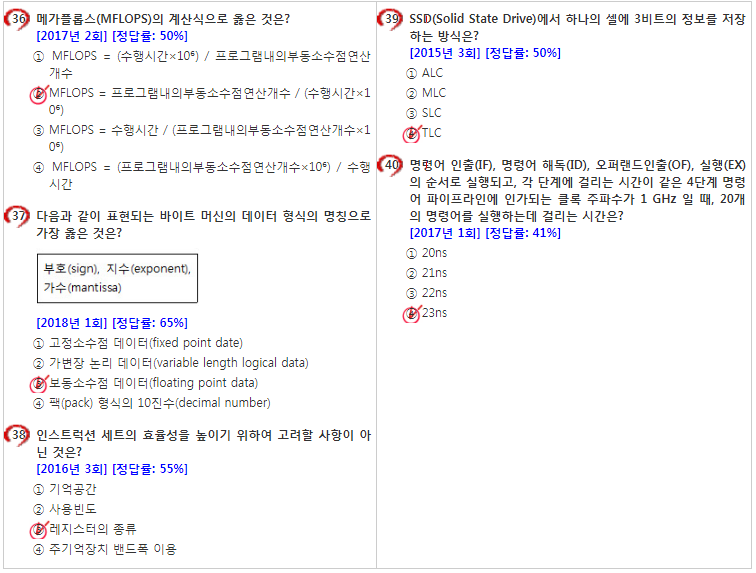 36 메가플롭스(MFLOPS)의 계산식으로 옳은 것은?
[2017년 2회] [정답률: 50%]
① MFLOPS = (수행시간×10⁶) / 프로그램내의부동소수점연산
개수
② MFLOPS = 프로그램내의부동소수점연산개수 / (수행시간×1
0⁶)
③ MFLOPS = 수행시간 / (프로그램내의부동소수점연산개수×1
0⁶)
④ MFLOPS = (프로그램내의부동소수점연산개수×10⁶) / 수행
시간
37 다음과 같이 표현되는 바이트 머신의 데이터 형식의 명칭으로
가장 옳은 것은?
부호(sign), 지수(exponent),
가수(mantissa)
[2018년 1회] [정답률: 65%]
① 고정소수점 데이터(fixed point date)
② 가변장 논리 데이터(variable length logical data)
③ 부동소수점 데이터(floating point data)
④ 팩(pack) 형식의 10진수(decimal number)
38 인스트럭션 세트의 효율성을 높이기 위하여 고려할 사항이 아
닌 것은?
[2016년 3회] [정답률: 55%]
① 기억공간
② 사용빈도
③ 레지스터의 종류
④ 주기억장치 밴드폭 이용
39 SSD(Solid State Drive)에서 하나의 셀에 3비트의 정보를 저장
하는 방식은?
[2015년 3회] [정답률: 50%]
① ALC
② MLC
③ SLC
④ TLC
40 명령어 인출(IF), 명령어 해독(ID), 오퍼랜드인출(OF), 실행(EX)
의 순서로 실행되고, 각 단계에 걸리는 시간이 같은 4단계 명령
어 파이프라인에 인가되는 클록 주파수가 1 GHz 일 때, 20개
의 명령어를 실행하는데 걸리는 시간은?
[2017년 1회] [정답률: 41%]
① 20ns
② 21ns
③ 22ns
④ 23ns